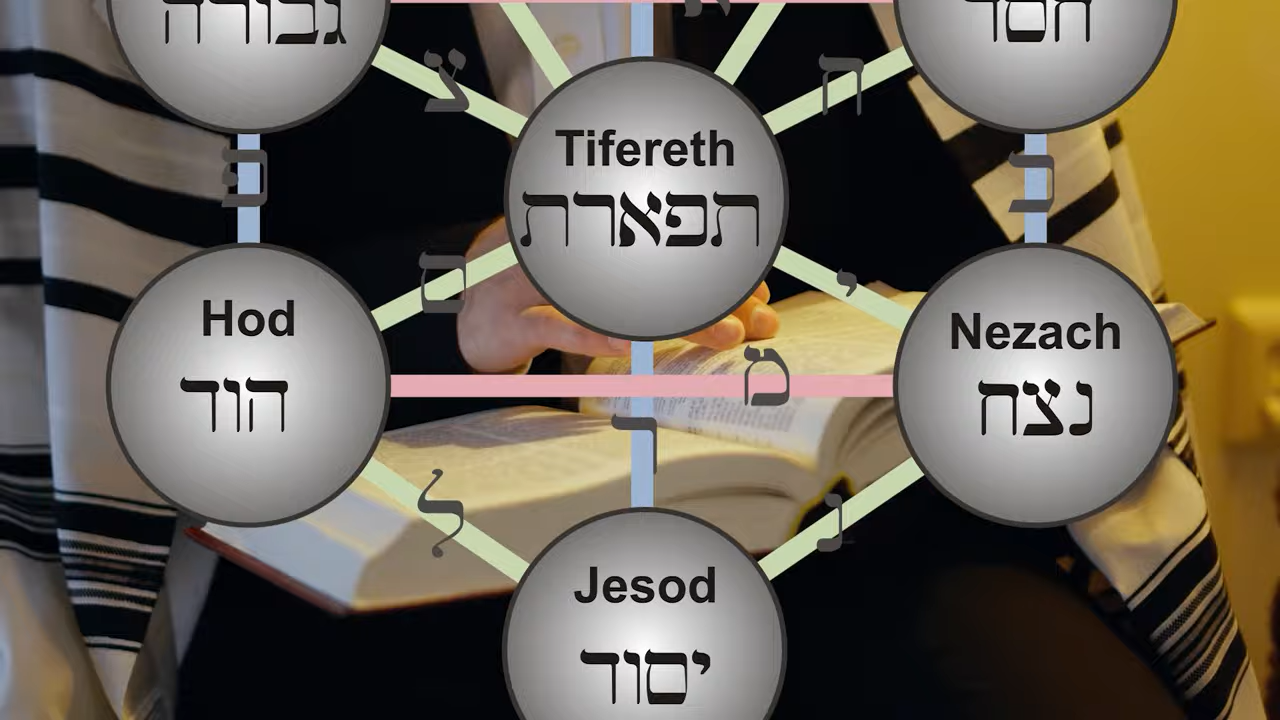 גבורה
חסד
צ
ח
Tifereth
תפארת
פ
כ
ם
י
Hod
הוד
Nezach
נצח
מ
ר
ל
נ
Jesod
יסוד